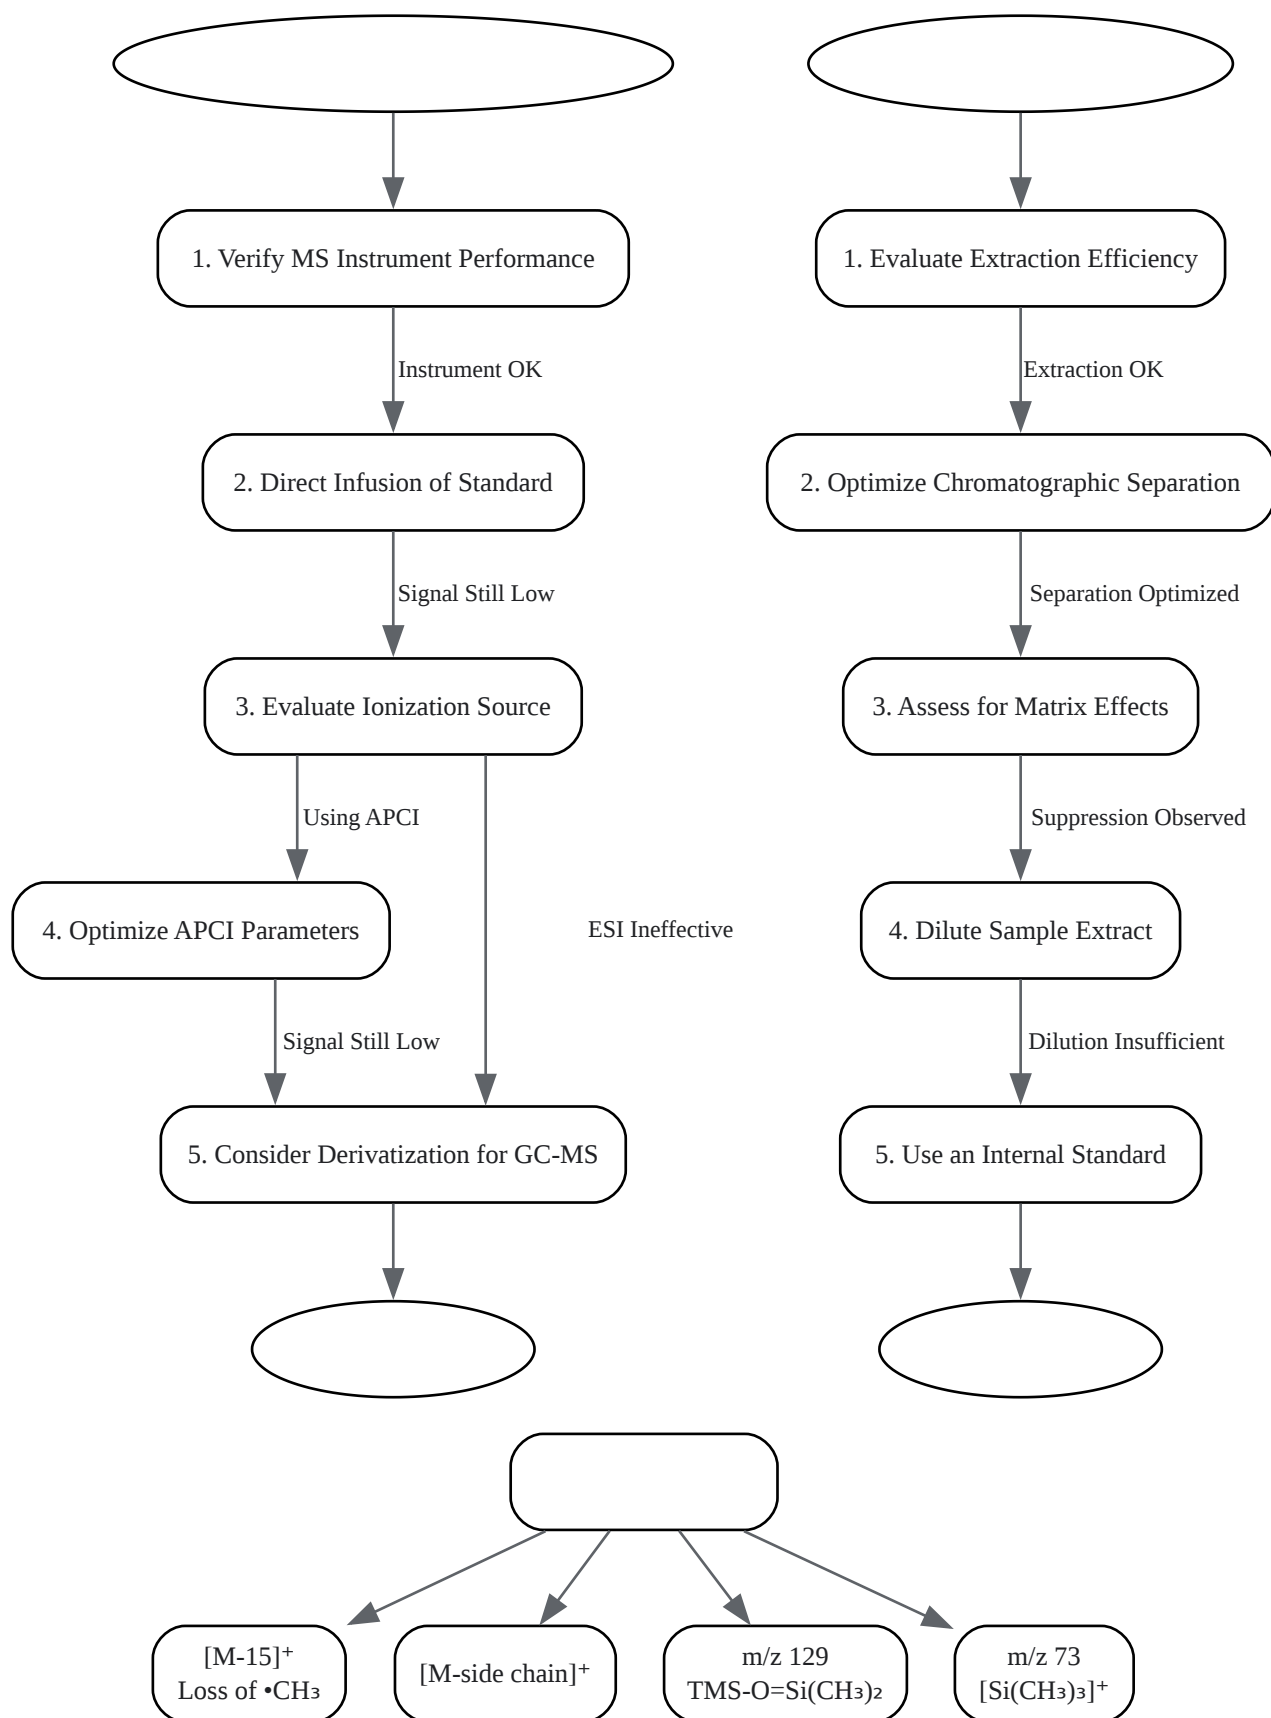 1. Verify MS Instrument Performance
Instrument OK
2. Direct Infusion of Standard
Signal Still Low
3. Evaluate Ionization Source
Using APCI
4. Optimize APCI Parameters
ESI Ineffective
Signal Still Low
5. Consider Derivatization for GC-MS
1. Evaluate Extraction Efficiency
Extraction OK
2. Optimize Chromatographic Separation
Separation Optimized
3. Assess for Matrix Effects
Suppression Observed
4. Dilute Sample Extract
Dilution Insufficient
5. Use an Internal Standard
[M-15]⁺
Loss of •CH₃
[M-side chain]⁺
m/z 129
TMS-O=Si(CH₃)₂
m/z 73
[Si(CH₃)₃]⁺